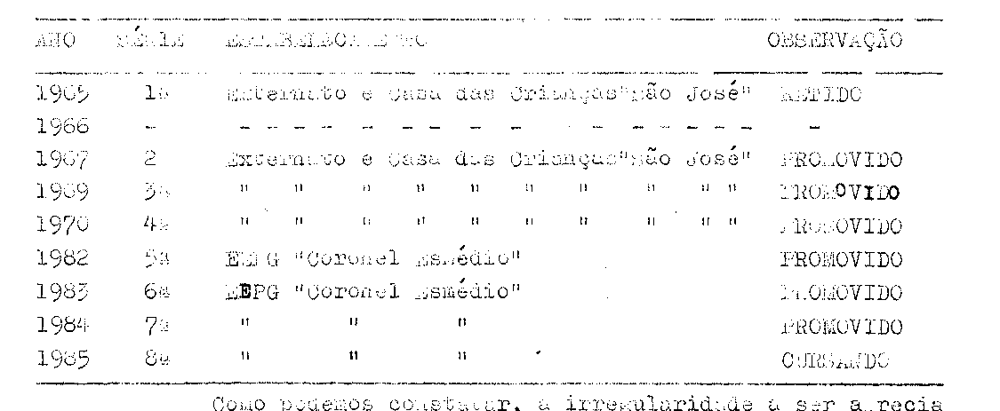 ANO SÉRIE ESTABELECIMENTO OBSERVAÇÃO
1965 1a Externato e Casa das Crianças"São José" RETIDO
1966 - - - - - - - - - - - - - - - - - - -
1967 2 Externato e Casa das Crianças"São José" PROMOVIDO
1969 3a " " " " " " " " " " PROMOVIDO
1970 4a " " " " " " " " " " PROMOVIDO
1982 5a EEPG "Coronel Esmédio" PROMOVIDO
1983 6a EEPG "Coronel Esmédio" PROMOVIDO
1984 7a " " " PROMOVIDO
1985 8a " " " CURSANDO
Como podemos constatar, a irregularidade a ser aprecia